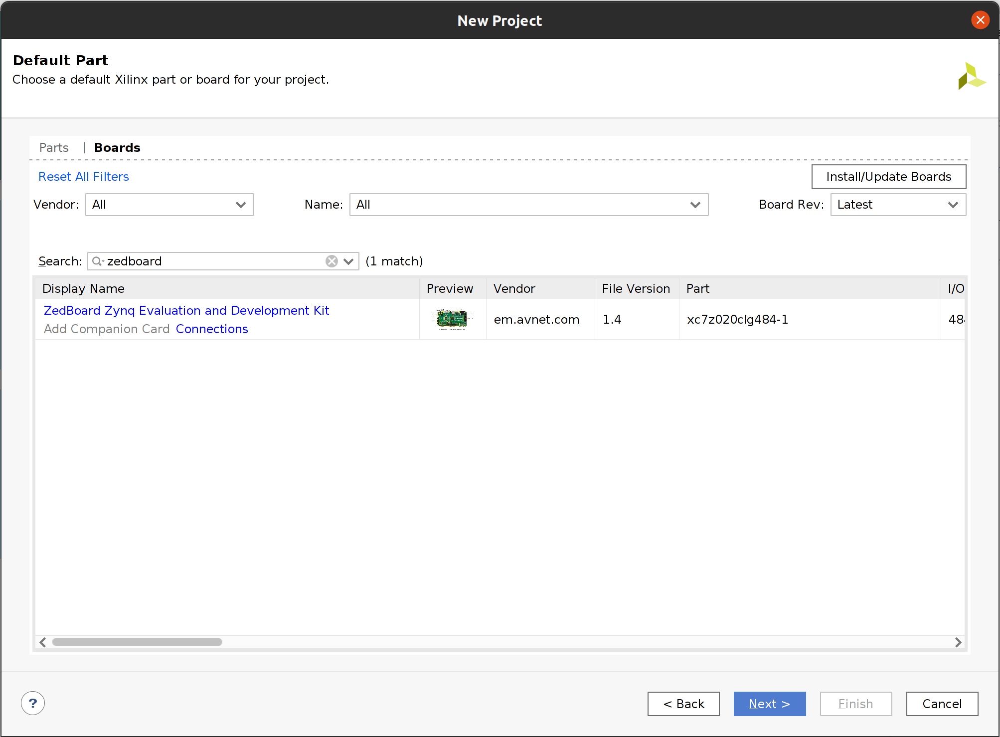 New Project
Default Part
Choose a default Xilinx part or board for your project.
Parts | Boards
Reset All Filters
Install/Update Boards
Vendor: All Name: All Board Rev: Latest
Search: zedboard (1 match)
Display Name Preview Vendor File Version Part I/O
ZedBoard Zynq Evaluation and Development Kit
Add Companion Card Connections
em.avnet.com 1.4 xc7z020clg484-1 48
? < Back Next > Finish Cancel